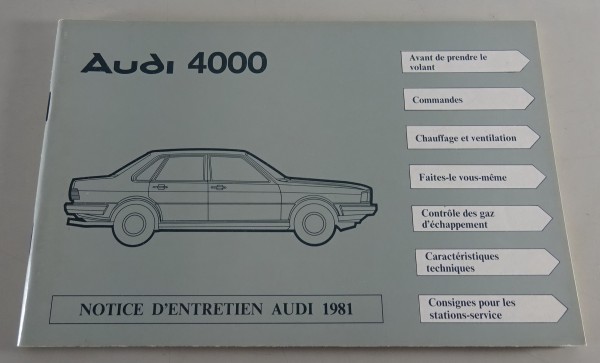 Audi 4000
Avant de prendre le
volant
Commandes
Chauffage et ventilation
Faites-le vous-même
Contrôle des gaz
d'échappement
Caractéristiques
techniques
Consignes pour les
stations-service
NOTICE D'ENTRETIEN AUDI 1981